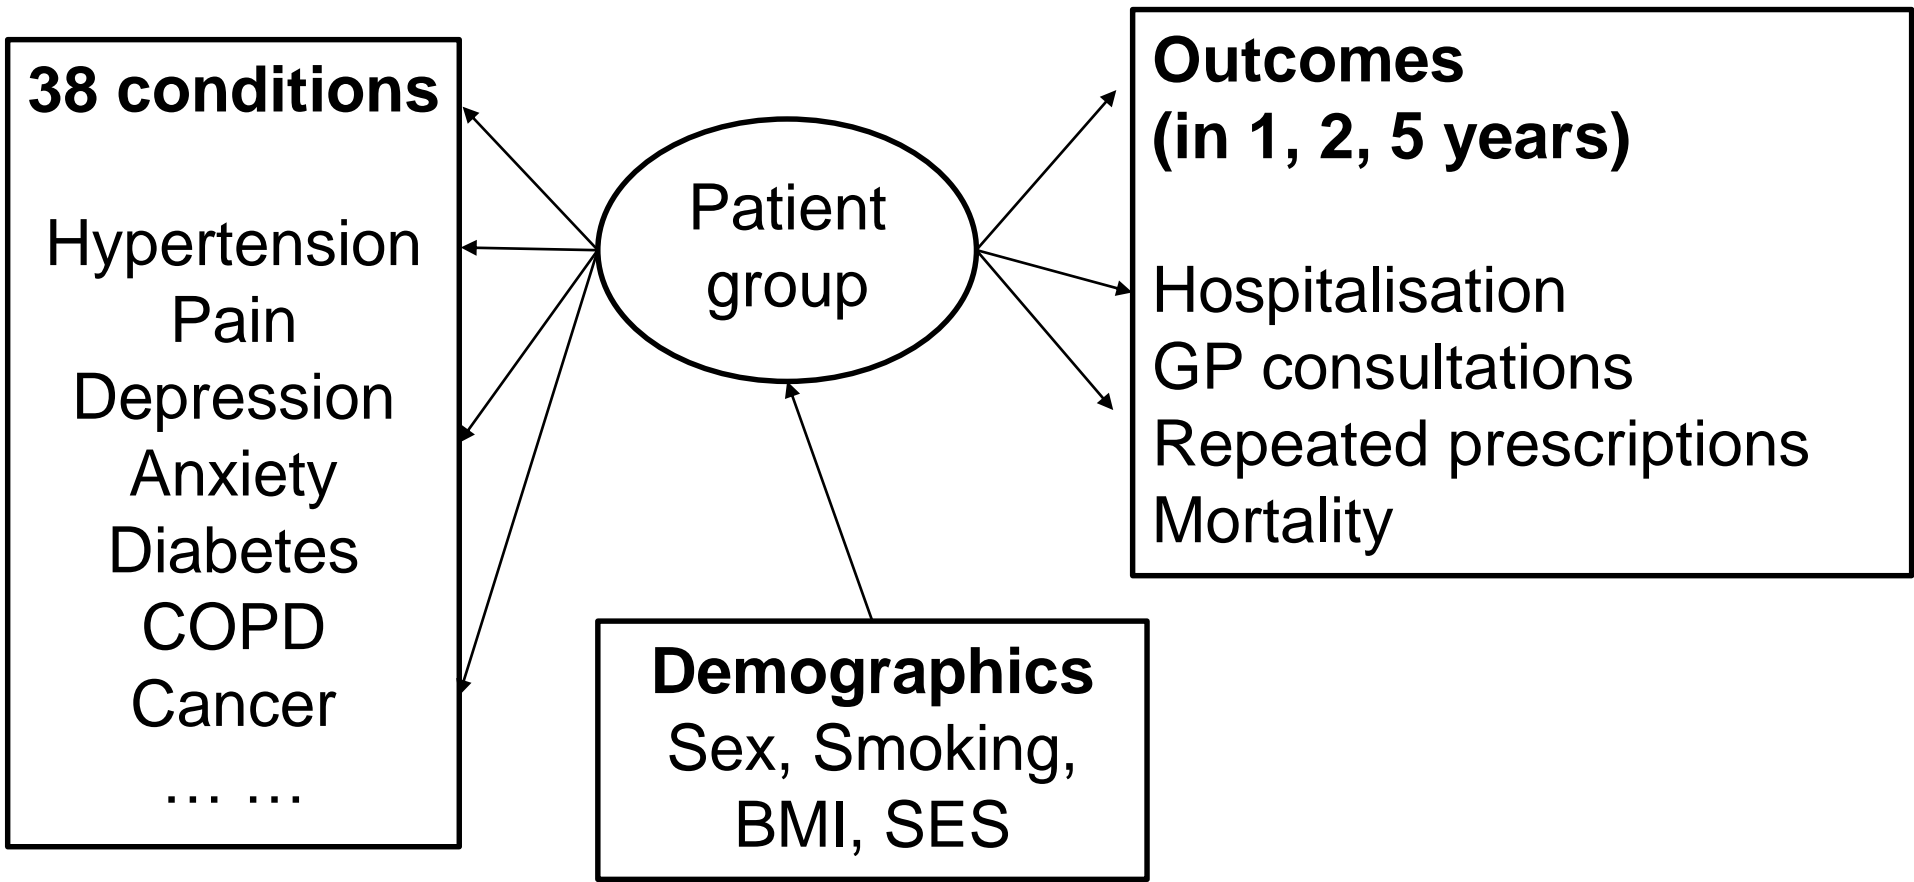 38 conditions
Hypertension
Pain
Depression
Anxiety
Diabetes
COPD
Cancer
… …
Patient
group
Outcomes
(in 1, 2, 5 years)
Hospitalisation
GP consultations
Repeated prescriptions
Mortality
Demographics
Sex, Smoking,
BMI, SES